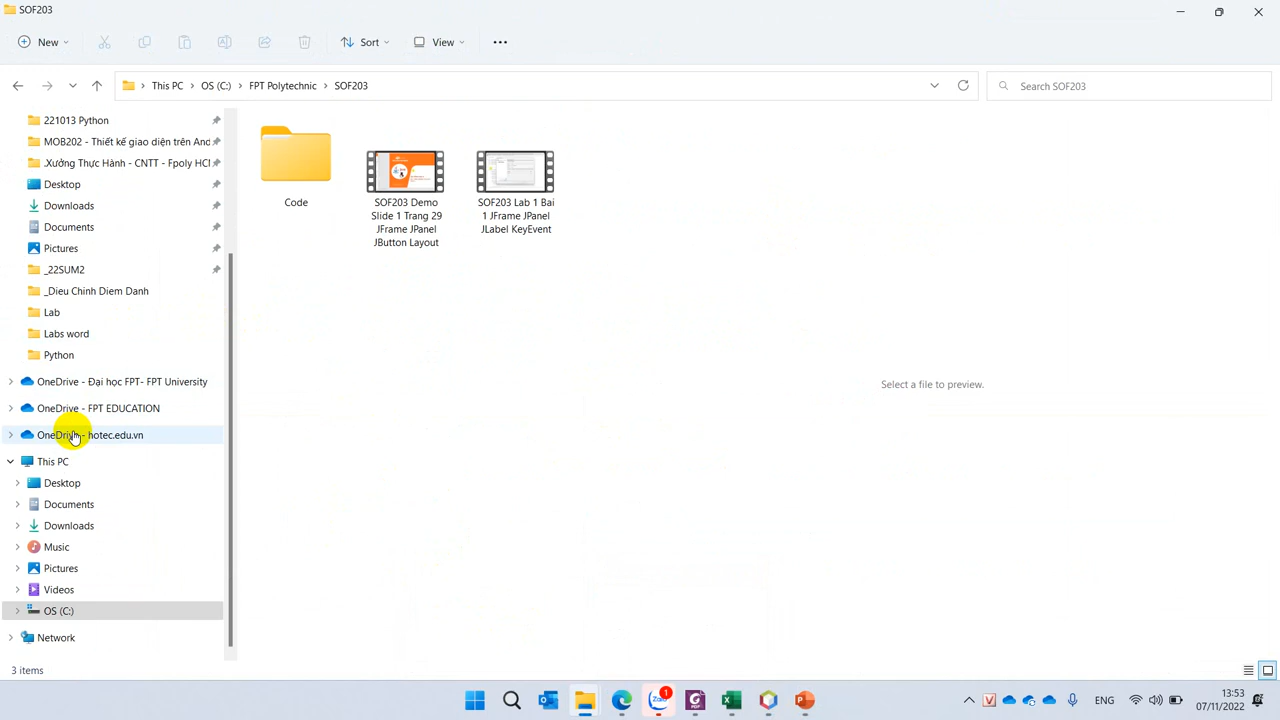 SOF203
New
Sort
View
This PC
OS (C:)
FPT Polytechnic
SOF203
Search SOF203
221013 Python
MOB202 - Thiết kế giao diện trên And
.Xưởng Thực Hành - CNTT - Fpoly HCI
Desktop
Downloads
Documents
Pictures
_22SUM2
_Dieu Chinh Diem Danh
Lab
Labs word
Python
OneDrive - Đại học FPT- FPT University
OneDrive - FPT EDUCATION
OneDrive - hotec.edu.vn
This PC
Desktop
Documents
Downloads
Music
Pictures
Videos
OS (C:)
Network
Code
SOF203 Demo
Slide 1 Trang 29
JFrame JPanel
JButton Layout
SOF203 Lab 1 Bai
1 JFrame JPanel
JLabel KeyEvent
Select a file to preview.
3 items
Zalo
1
PDF
ENG
13:53
07/11/2022